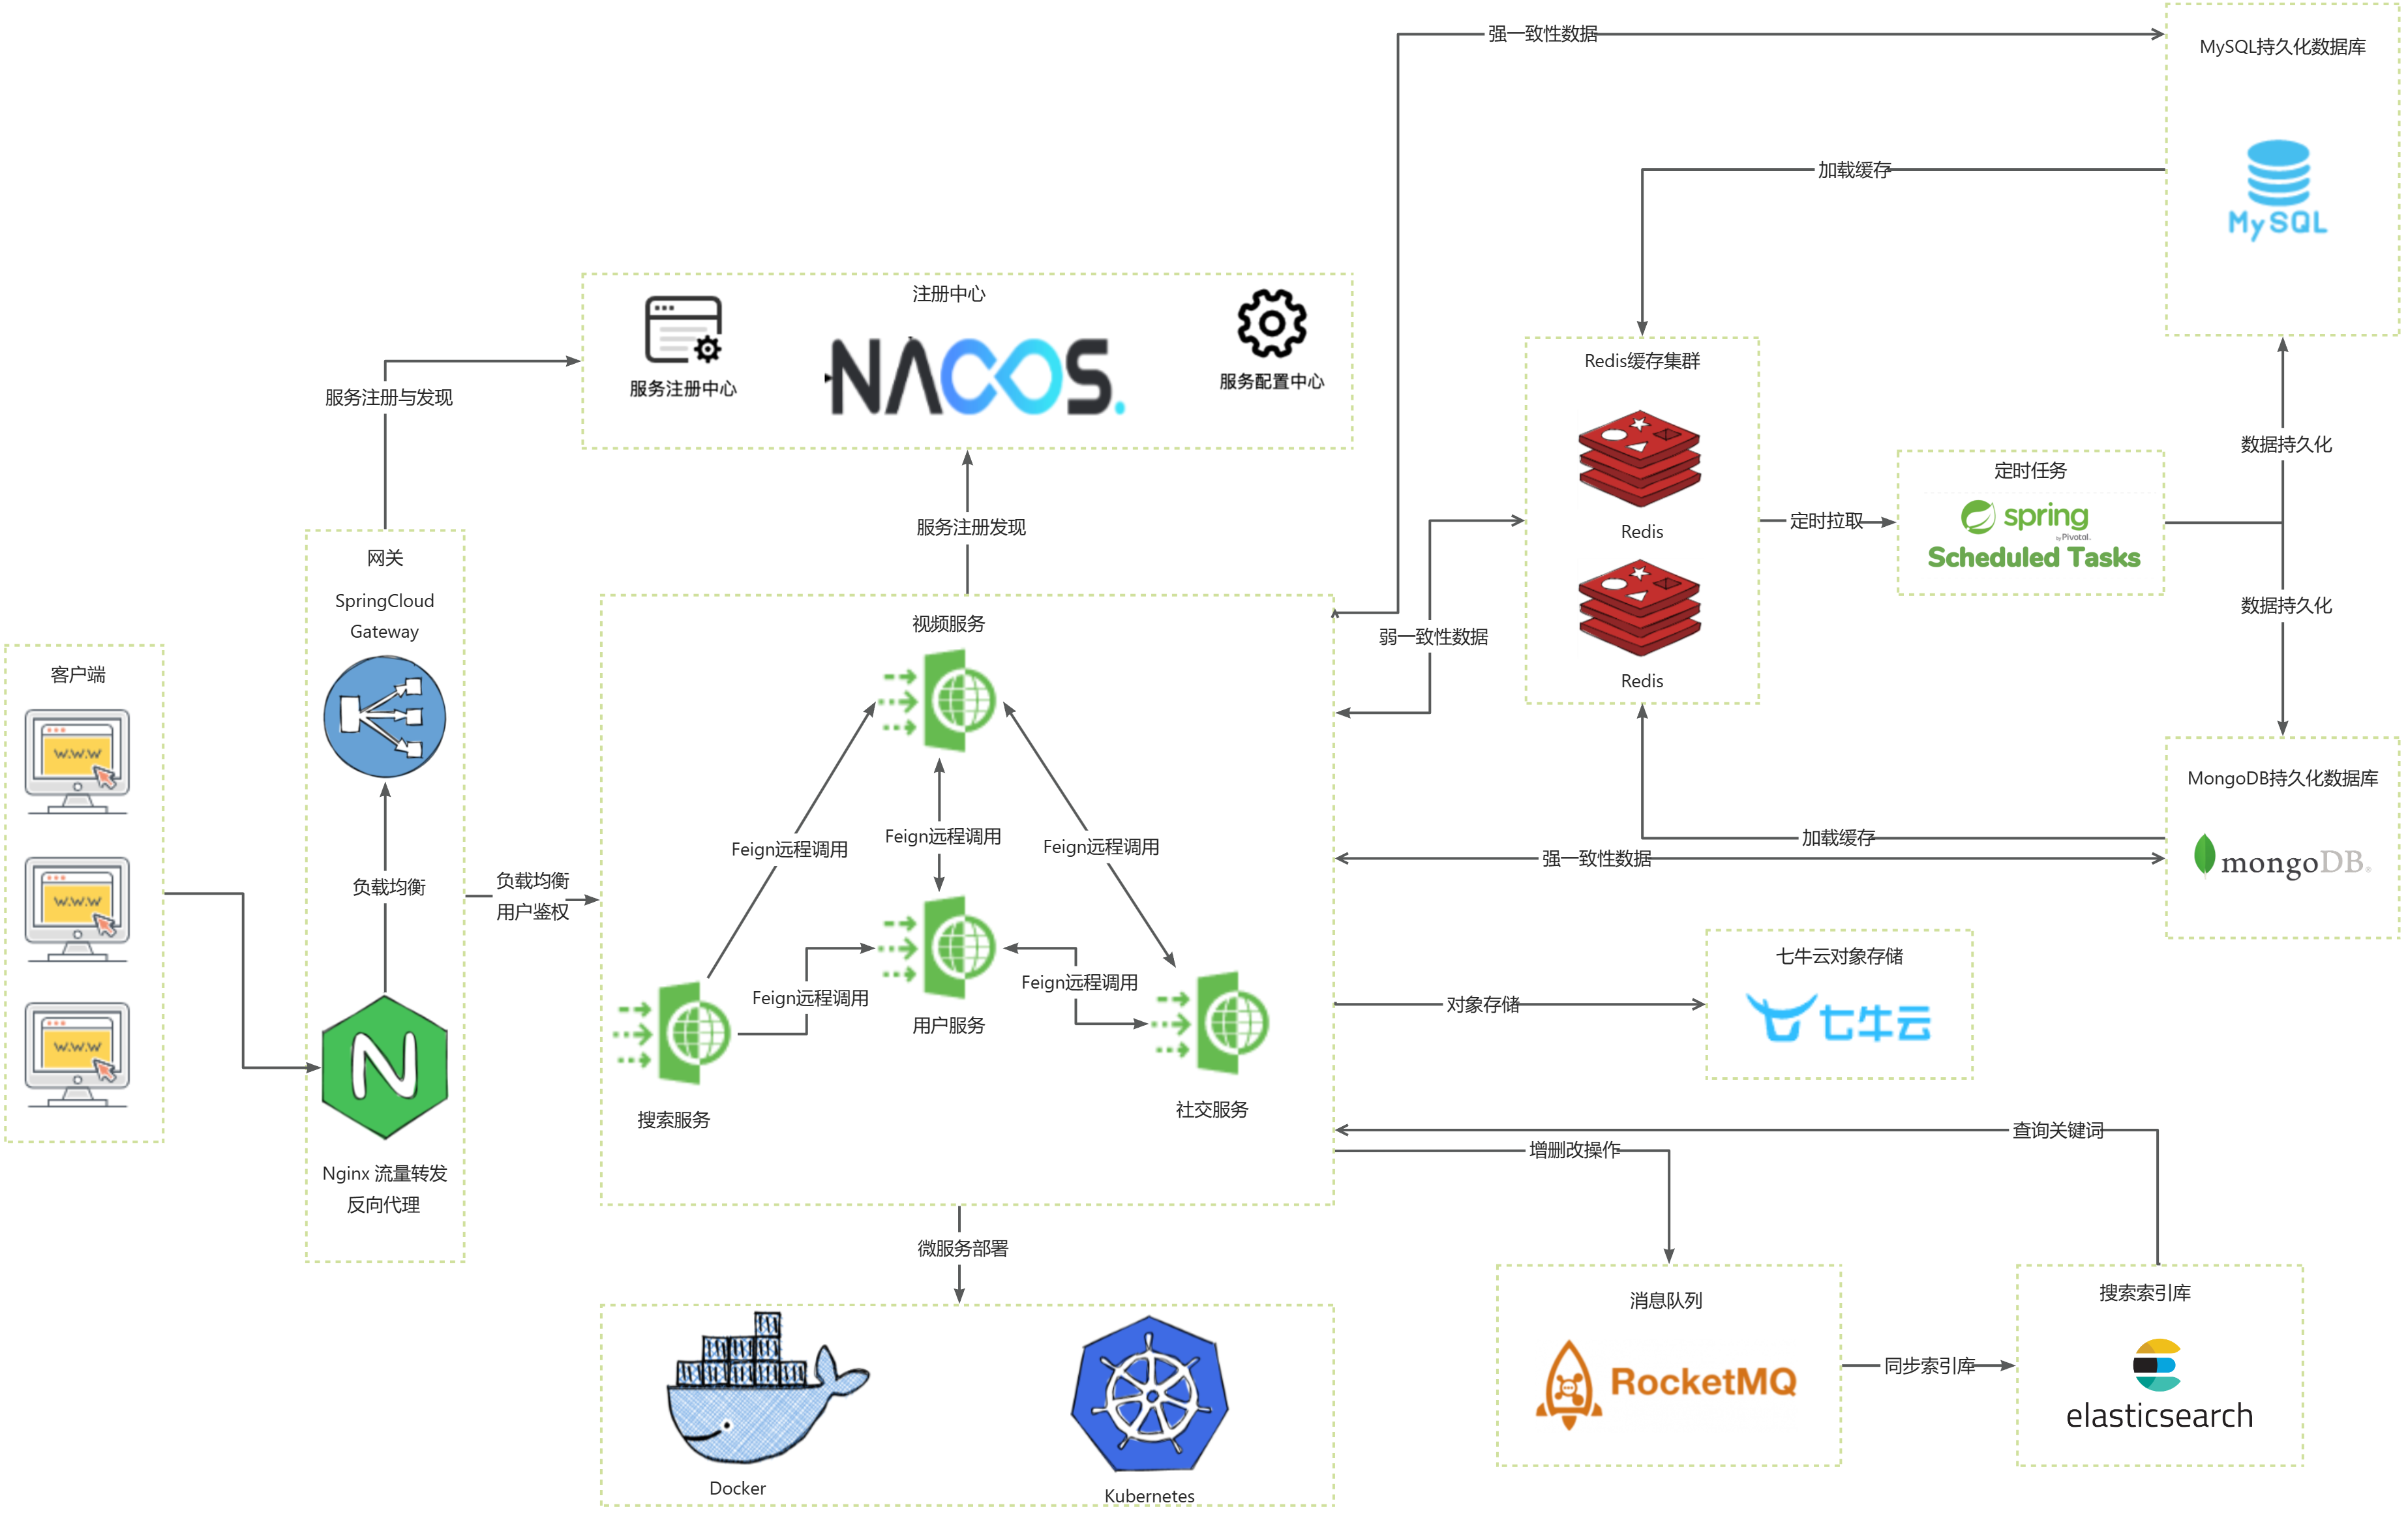 强一致性数据
MySQL持久化数据库
加载缓存
MySQL
注册中心
服务注册中心
NACOS.
服务配置中心
服务注册与发现
Redis缓存集群
Redis
Redis
定时拉取
定时任务
spring
by Pivotal.
Scheduled Tasks
数据持久化
数据持久化
服务注册发现
网关
SpringCloud
Gateway
负载均衡
Nginx 流量转发
反向代理
客户端
www
www
www
负载均衡
用户鉴权
视频服务
Feign远程调用
Feign远程调用
Feign远程调用
Feign远程调用
Feign远程调用
用户服务
搜索服务
社交服务
弱一致性数据
MongoDB持久化数据库
加载缓存
强一致性数据
mongoDB®
七牛云对象存储
对象存储
七牛云
查询关键词
增删改操作
微服务部署
Docker
Kubernetes
消息队列
RocketMQ
同步索引库
搜索索引库
elasticsearch